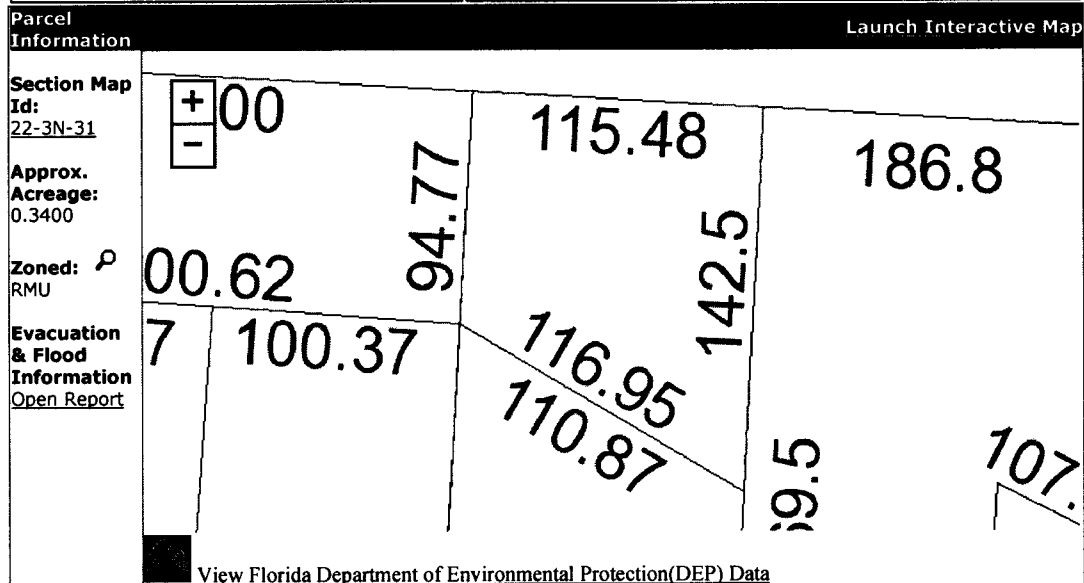 Parcel
Information
Launch Interactive Map
Section Map
Id:
22-3N-31
Approx.
Acreage:
0.3400
Zoned:
RMU
Evacuation
& Flood
Information
Open Report
+
-
00
115.48
186.8
94.77
142.5
00.62
7
100.37
116.95
110.87
69.5
107.
View Florida Department of Environmental Protection(DEP) Data